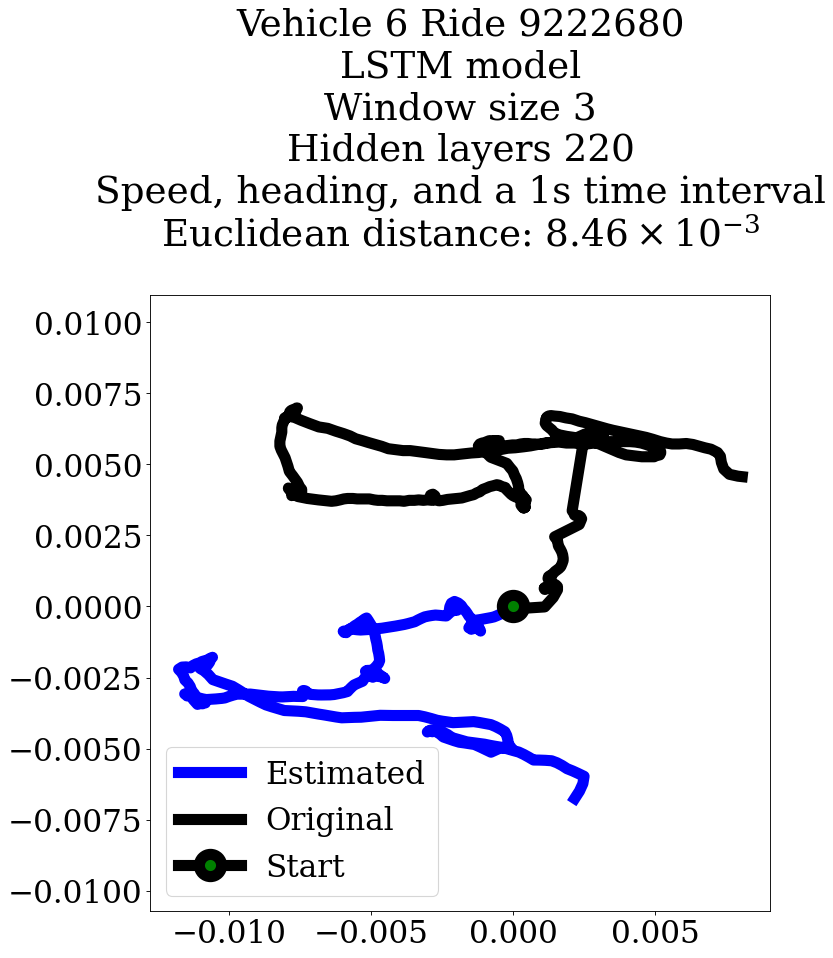 Vehicle 6 Ride 9222680
LSTM model
Window size 3
Hidden layers 220
Speed, heading, and a 1s time interval
Euclidean distance: 8.46 × 10⁻³
0.0100
0.0075
0.0050
0.0025
0.0000
−0.0025
−0.0050
−0.0075
−0.0100
Estimated
Original
Start
−0.010 −0.005 0.000 0.005